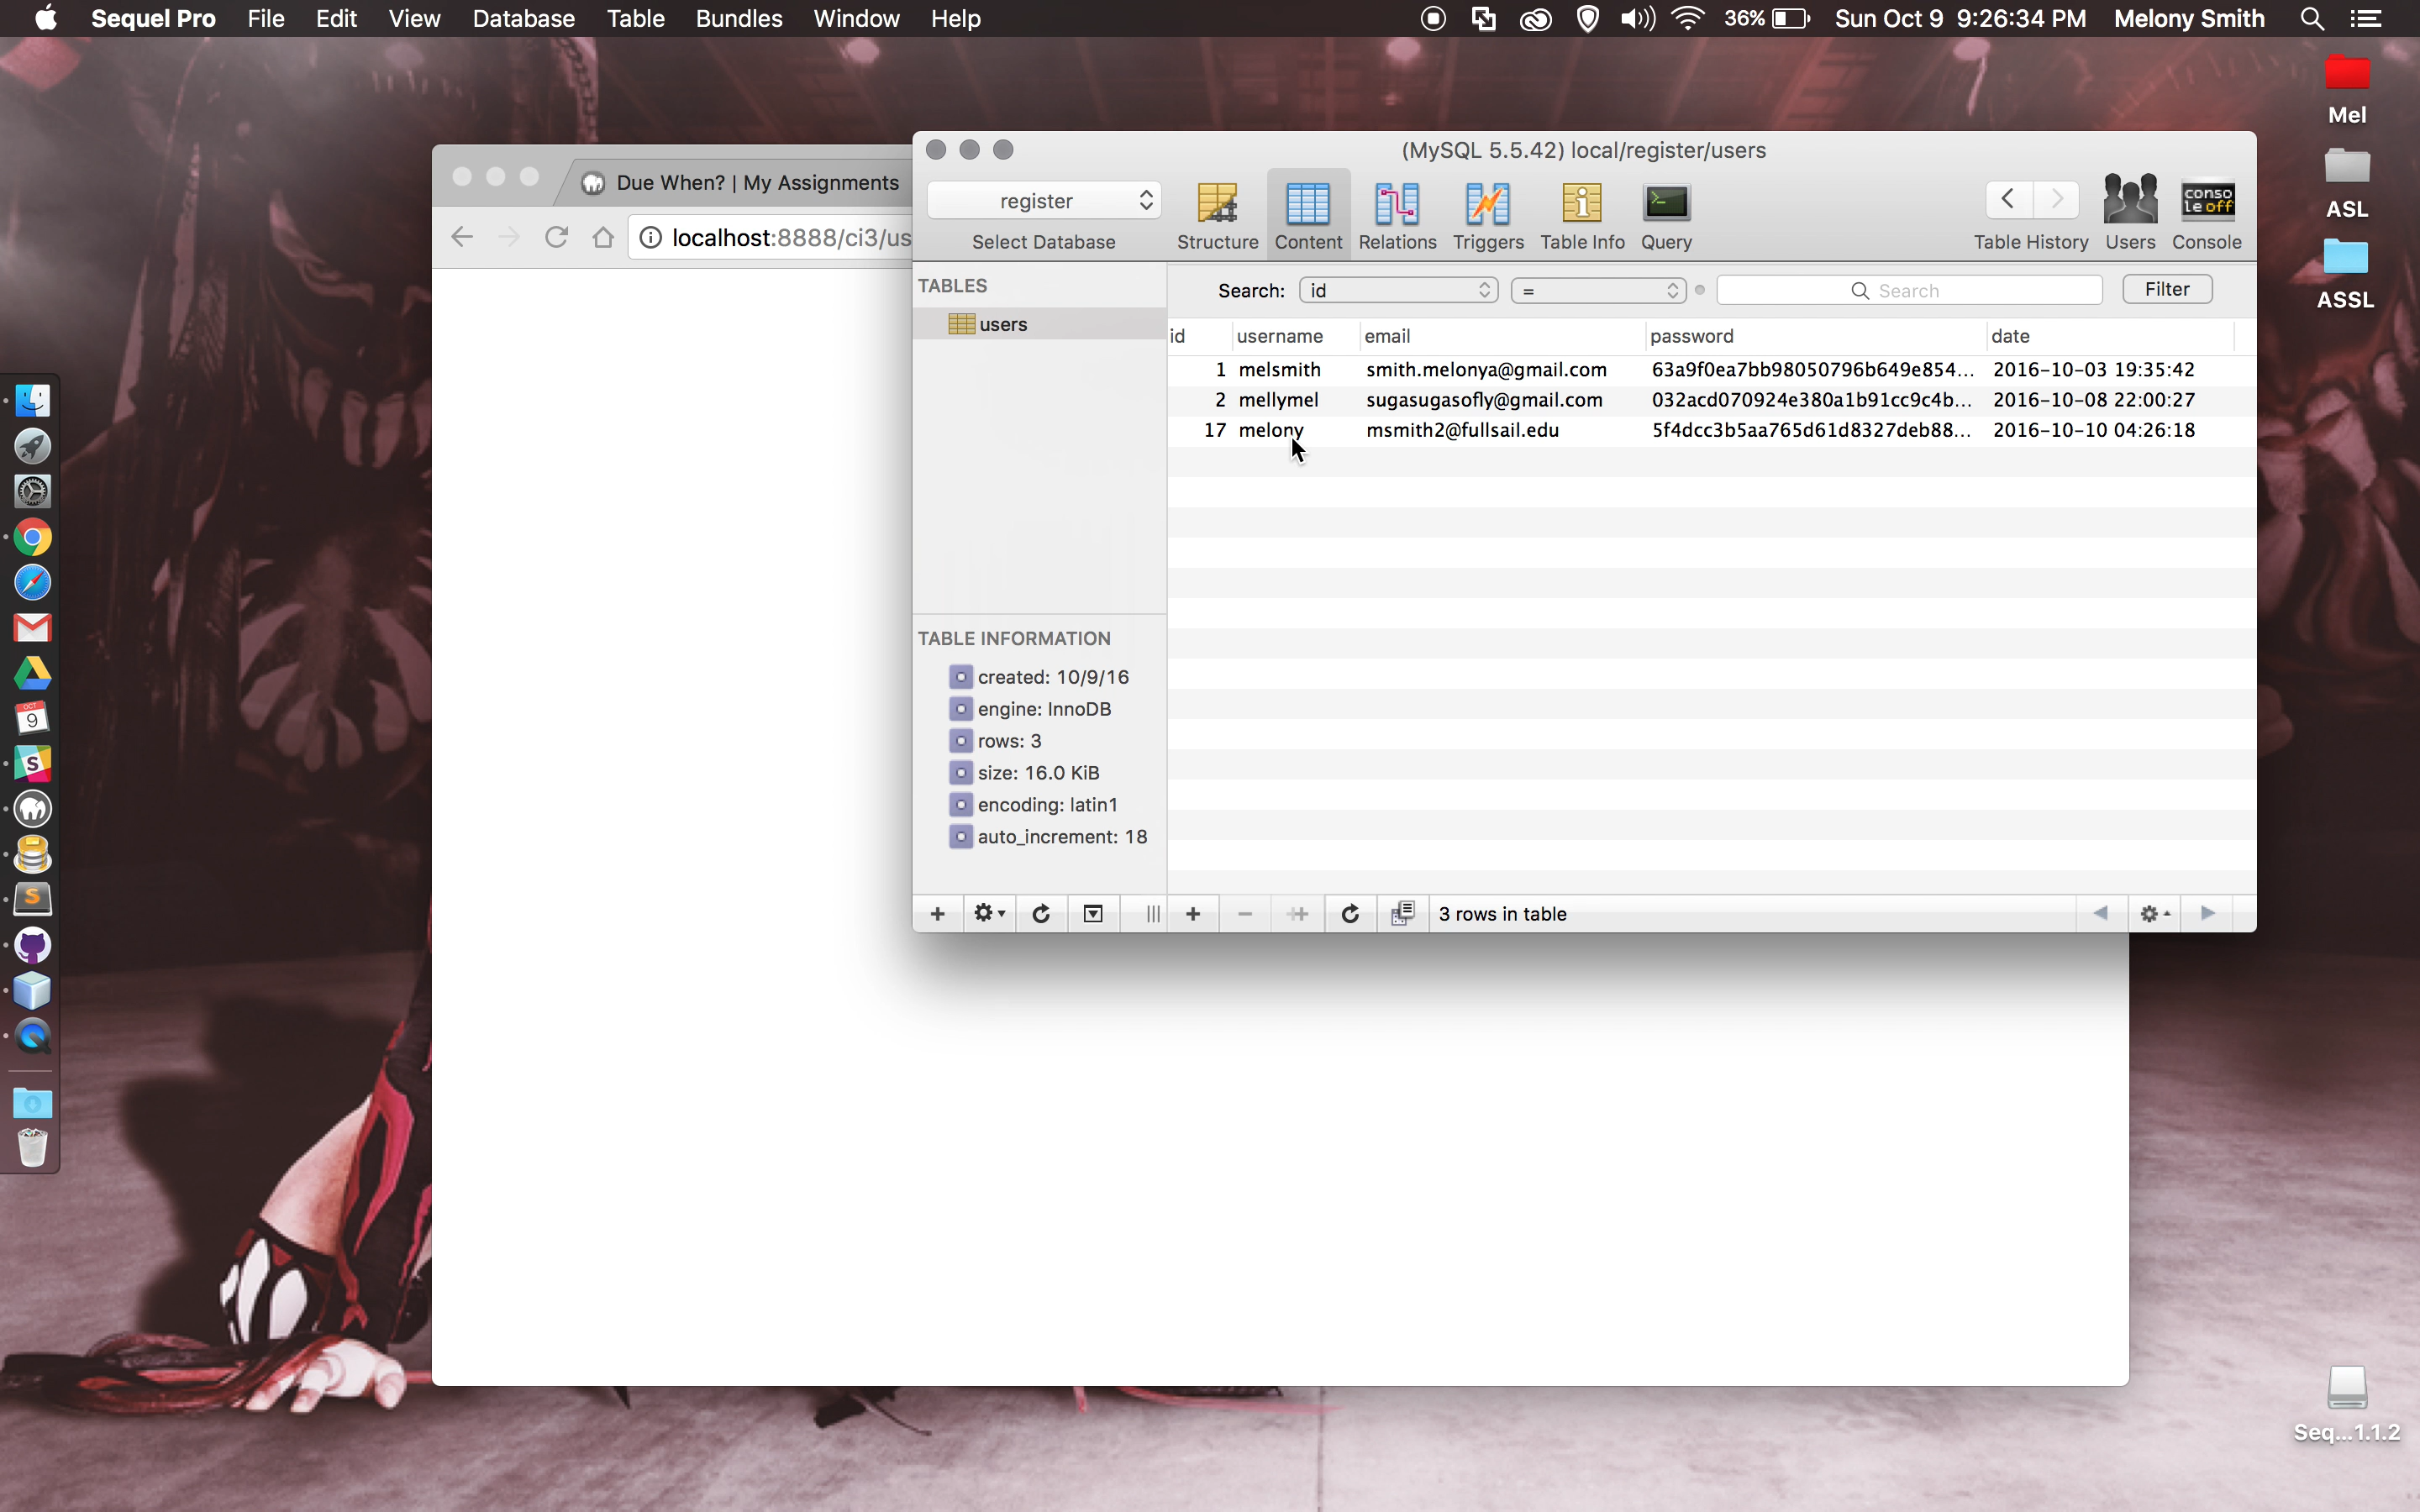 Sequel Pro File Edit View Database Table Bundles Window Help 36% Sun Oct 9 9:26:34 PM Melony Smith
Mel
ASL
ASSL
Seq...1.1.2
OCT
9
S
S
Due When? | My Assignments
localhost:8888/ci3/us
(MySQL 5.5.42) local/register/users
register
Select Database Structure Content Relations Triggers Table Info Query Table History Users Console
conso
le off
TABLES
users
Search: id = Search Filter
id username email password date
1 melsmith smith.melonya@gmail.com 63a9f0ea7bb98050796b649e854... 2016-10-03 19:35:42
2 mellymel sugasugasofly@gmail.com 032acd070924e380a1b91cc9c4b... 2016-10-08 22:00:27
17 melony msmith2@fullsail.edu 5f4dcc3b5aa765d61d8327deb88... 2016-10-10 04:26:18
TABLE INFORMATION
created: 10/9/16
engine: InnoDB
rows: 3
size: 16.0 KiB
encoding: latin1
auto_increment: 18
3 rows in table